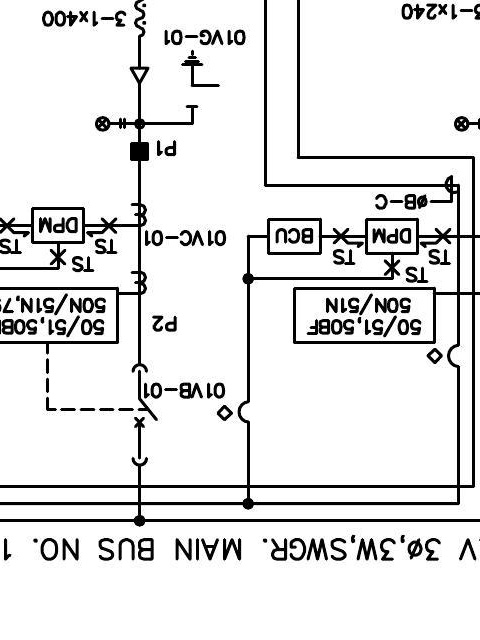 V 3ø,3W,SWGR. MAIN BUS NO. 1
01VB-01
50/51,50BF
50N/51N
P2
50/51,50BF
50N/51N,79
TS
TS
DPM
TS
BCU
01VC-01
TS
TS
DPM
TS
øB-C
P1
01VG-01
3-1x240
3-1x400